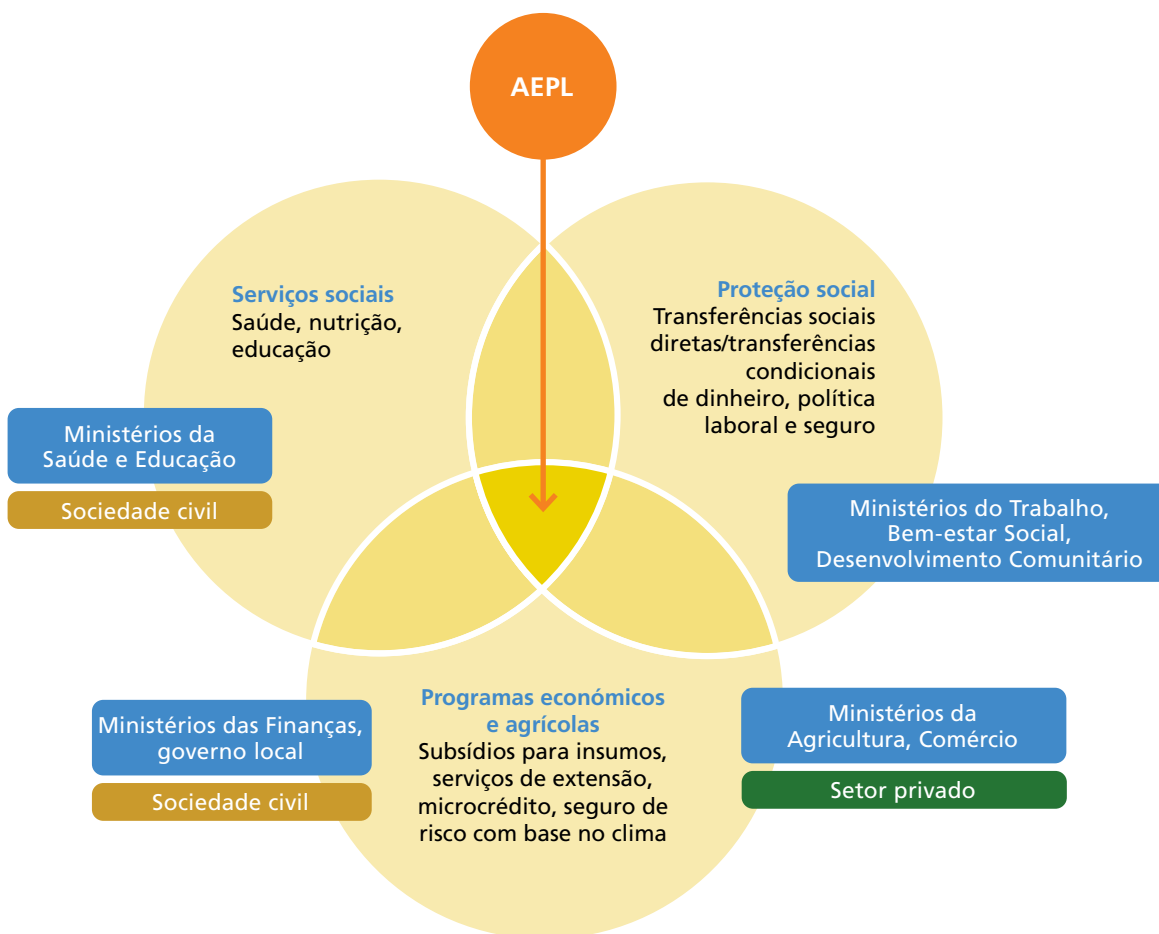 AEPL
Serviços sociais
Saúde, nutrição,
educação
Proteção social
Transferências sociais
diretas/transferências
condicionais
de dinheiro, política
laboral e seguro
Ministérios da
Saúde e Educação
Sociedade civil
Ministérios do Trabalho,
Bem-estar Social,
Desenvolvimento Comunitário
Ministérios das Finanças,
governo local
Sociedade civil
Programas económicos
e agrícolas
Subsídios para insumos,
serviços de extensão,
microcrédito, seguro de
risco com base no clima
Ministérios da
Agricultura, Comércio
Setor privado